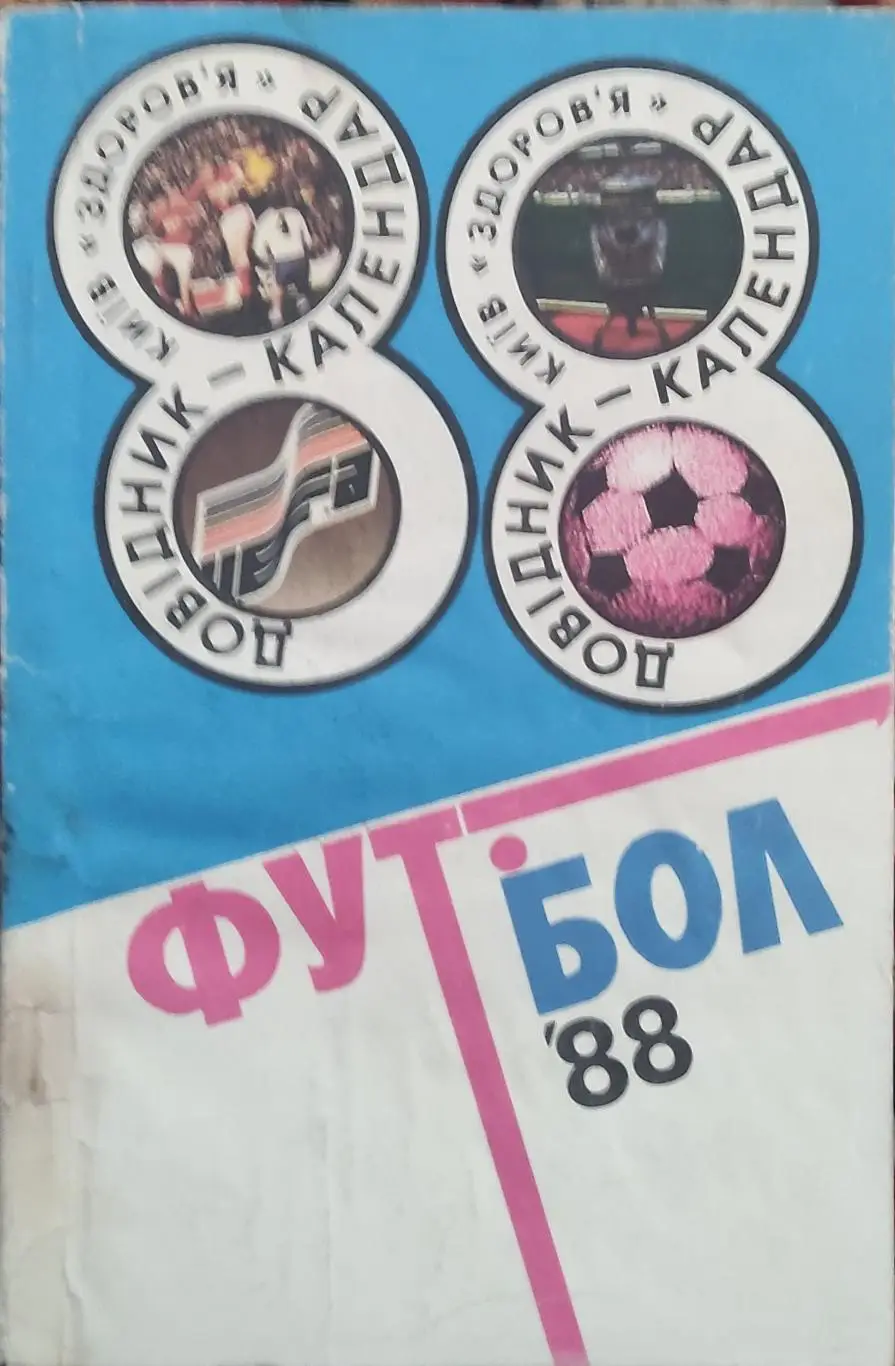 КИЇВ «ЗДОРОВ'Я»
ДОВІДНИК – КАЛЕНДАР
КИЇВ «ЗДОРОВ'Я»
ДОВІДНИК – КАЛЕНДАР
ФУТБОЛ
'88